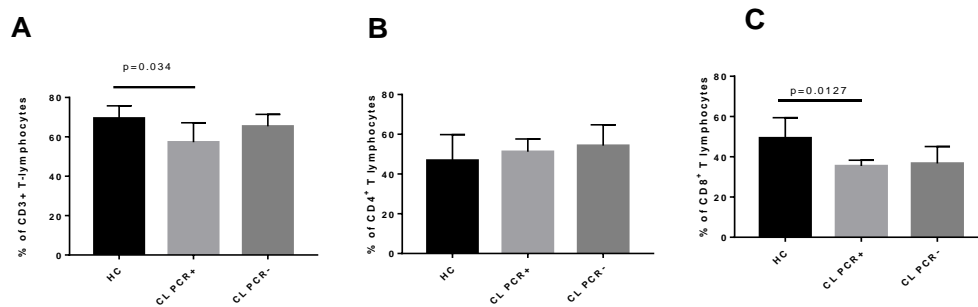 A
p=0.034
% of CD3+ T-lymphocytes
80
60
40
20
0
HC
CL PCR+
CL PCR-
B
% of CD4⁺ T lymphocytes
80
60
40
20
0
HC
CL PCR+
CL PCR-
C
p=0.0127
% of CD8⁺ T lymphocytes
80
60
40
20
0
HC
CL PCR+
CL PCR-